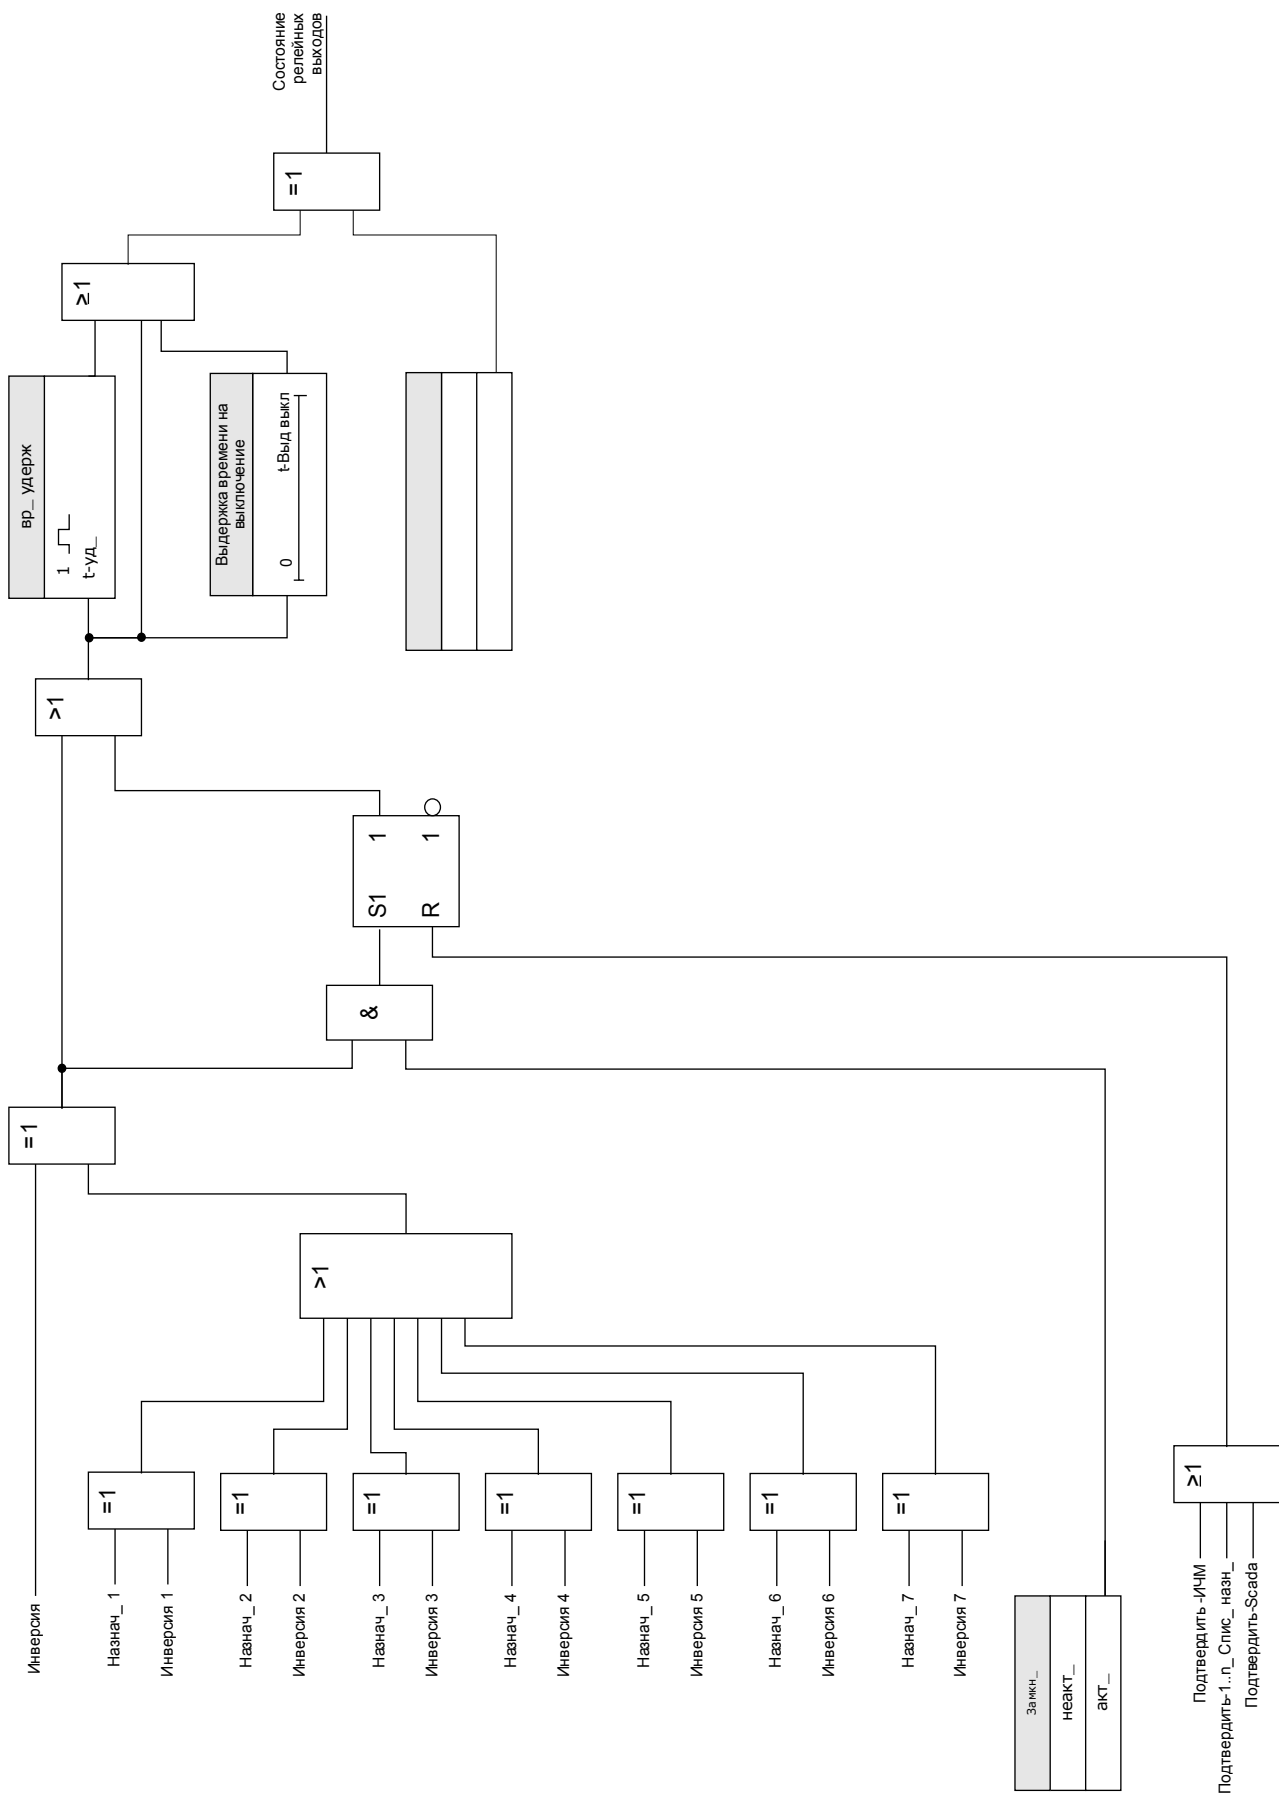 Состояние
релейных
выходов
=1
≥1
вр_ удерж
1
t-уд_
Выдержка времени на
выключение
0
t-Выд выкл
>1
S1
1
R
1
&
=1
>1
=1
=1
=1
=1
=1
=1
=1
Инверсия
Назнач_ 1
Инверсия 1
Назнач_ 2
Инверсия 2
Назнач_ 3
Инверсия 3
Назнач_ 4
Инверсия 4
Назнач_ 5
Инверсия 5
Назнач_ 6
Инверсия 6
Назнач_ 7
Инверсия 7
Замкн_
неакт_
акт_
≥1
Подтвердить -ИЧМ
Подтвердить-1..n_ Спис_ назн_
Подтвердить-Scada